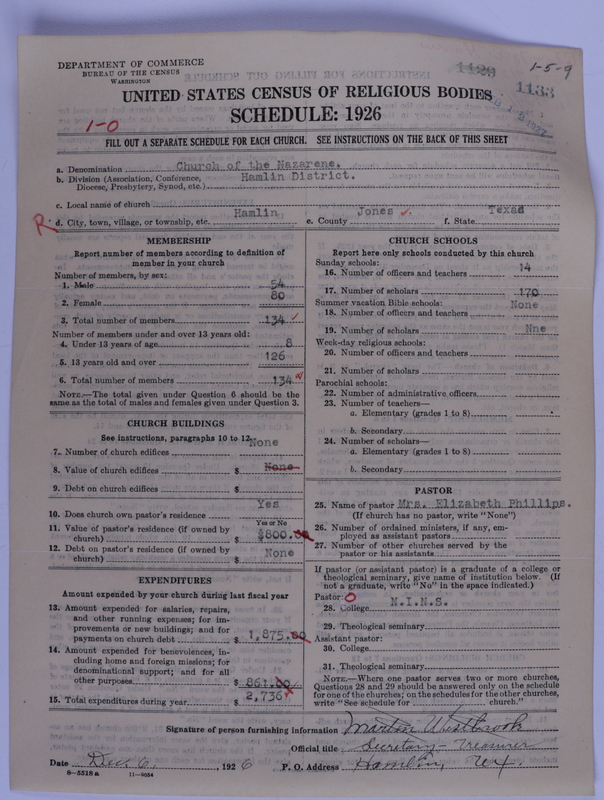 DEPARTMENT OF COMMERCE
BUREAU OF THE CENSUS
WASHINGTON
1129
1-5-9
1133
UNITED STATES CENSUS OF RELIGIOUS BODIES
SCHEDULE: 1926
1-0
FILL OUT A SEPARATE SCHEDULE FOR EACH CHURCH. SEE INSTRUCTIONS ON THE BACK OF THIS SHEET
a. Denomination Church of the Nazarene.
b. Division (Association, Conference, Hamlin District.
Diocese, Presbytery, Synod, etc.)
c. Local name of church
R. d. City, town, village, or township, etc. Hamlin e. County Jones f. State Texas
MEMBERSHIP
Report number of members according to definition of
member in your church
Number of members, by sex:
1. Male 54
2. Female 80
3. Total number of members 134
Number of members under and over 13 years old:
4. Under 13 years of age 8
5. 13 years old and over 126
6. Total number of members 134
NOTE.—The total given under Question 6 should be
same as the total of males and females given under Question 3.
CHURCH BUILDINGS
See instructions, paragraphs 10 to 12
7. Number of church edifices None
8. Value of church edifices $ None
9. Debt on church edifices $
10. Does church own pastor's residence Yes
Yes or No
11. Value of pastor's residence (if owned by
church) $ $800.00
12. Debt on pastor's residence (if owned by
church) $ None
EXPENDITURES
Amount expended by your church during last fiscal year
13. Amount expended for salaries, repairs,
and other running expenses; for im-
provements or new buildings; and for
payments on church debt $ 1,875.00
14. Amount expended for benevolences, in-
cluding home and foreign missions; for
denominational support; and for all
other purposes $ 861.00
15. Total expenditures during year $ 2,736
CHURCH SCHOOLS
Report here only schools conducted by this church
Sunday schools:
16. Number of officers and teachers 14
17. Number of scholars 170
Summer vacation Bible schools:
18. Number of officers and teachers None
19. Number of scholars Nne
Week-day religious schools:
20. Number of officers and teachers
21. Number of scholars
Parochial schools:
22. Number of administrative officers
23. Number of teachers—
a. Elementary (grades 1 to 8)
b. Secondary
24. Number of scholars—
a. Elementary (grades 1 to 8)
b. Secondary
PASTOR
25. Name of pastor Mrs. Elizabeth Phillips.
(If church has no pastor, write "None")
26. Number of ordained ministers, if any, em-
ployed as assistant pastors
27. Number of other churches served by the
pastor or his assistants
If pastor (or assistant pastor) is a graduate of a college or
theological seminary, give name of institution below. (If
not a graduate, write "No" in the space indicated.)
Pastor: 0
28. College N.I.N.S.
29. Theological seminary
Assistant pastor:
30. College
31. Theological seminary
NOTE.—Where one pastor serves two or more churches,
Questions 28 and 29 should be answered only on the schedule
for one of the churches; on the schedules for the other churches,
write "See schedule for church."
Signature of person furnishing information Martin Westbrook
Official title Secretary - Treasurer
Date Dec 6, 1926 P. O. Address Hamlin, Tex.
8—5518 a 11—9054